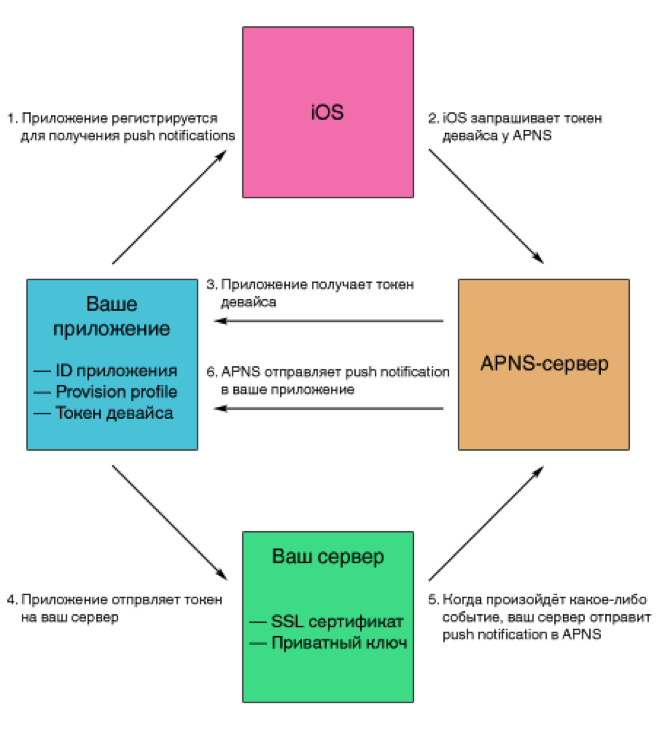 iOS
1. Приложение регистрируется
для получения push notifications
2. iOS запрашивает токен
девайса у APNS
Ваше
приложение
— ID приложения
— Provision profile
— Токен девайса
3. Приложение получает токен
девайса
6. APNS отправляет push notification
в ваше приложение
APNS-сервер
4. Приложение отпрвляет токен
на ваш сервер
Ваш сервер
— SSL сертификат
— Приватный ключ
5. Когда произойдёт какое-либо
событие, ваш сервер отправит
push notification в APNS